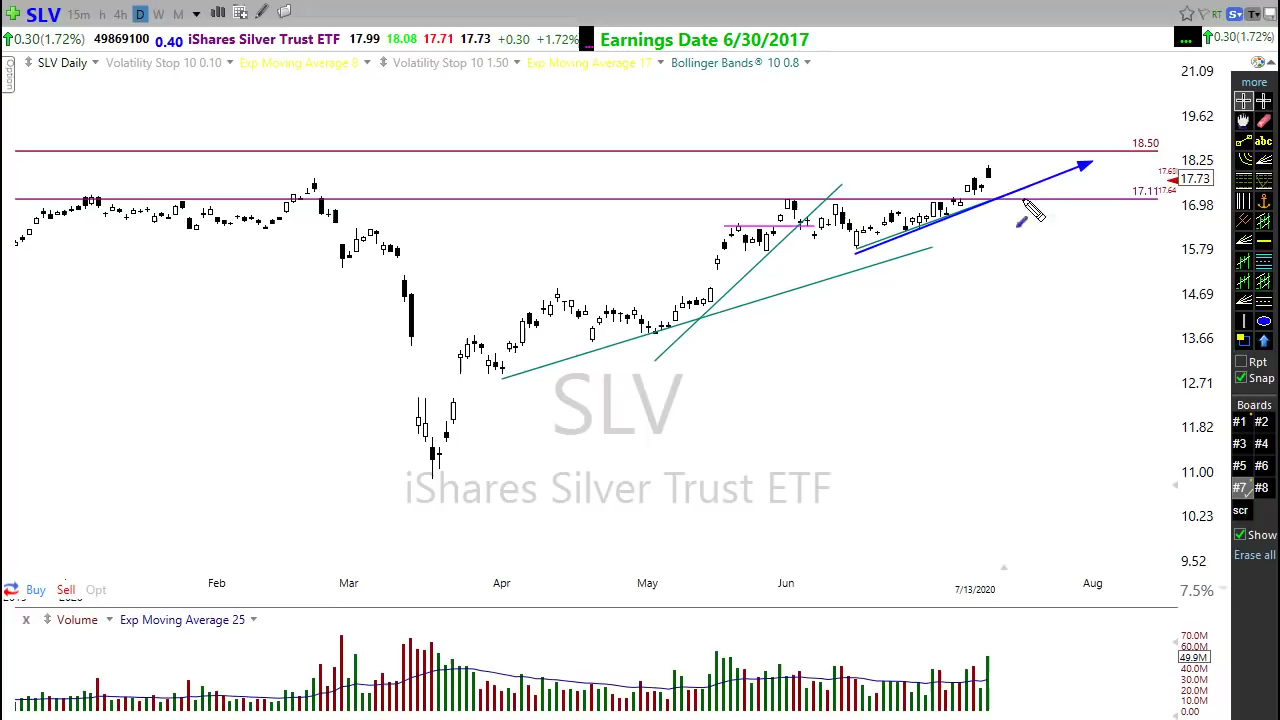 SLV 15m h 4h D W M RT S T
0.30(1.72%) 49869100 0.40 iShares Silver Trust ETF 17.99 18.08 17.71 17.73 +0.30 +1.72% ... Earnings Date 6/30/2017 ... 0.30(1.72%)
Option
SLV Daily Volatility Stop 10 0.10 Exp Moving Average 8 Volatility Stop 10 1.50 Exp Moving Average 17 Bollinger Bands® 10 0.8
21.09
more
19.62
abc
18.50
18.25
17.73
17.11
17.64
16.98
15.79
14.69
13.66
12.71
11.82
11.00
10.23
9.52
SLV
iShares Silver Trust ETF
Rpt
Snap
Boards
#1 #2
#3 #4
#5 #6
#7 #8
scr
Show
Erase all
Feb Mar Apr May Jun 7/13/2020 Aug
Buy Sell Opt
7.5%
X Volume Exp Moving Average 25
70.0M
60.0M
49.9M
40.0M
30.0M
20.0M
10.0M
0.00